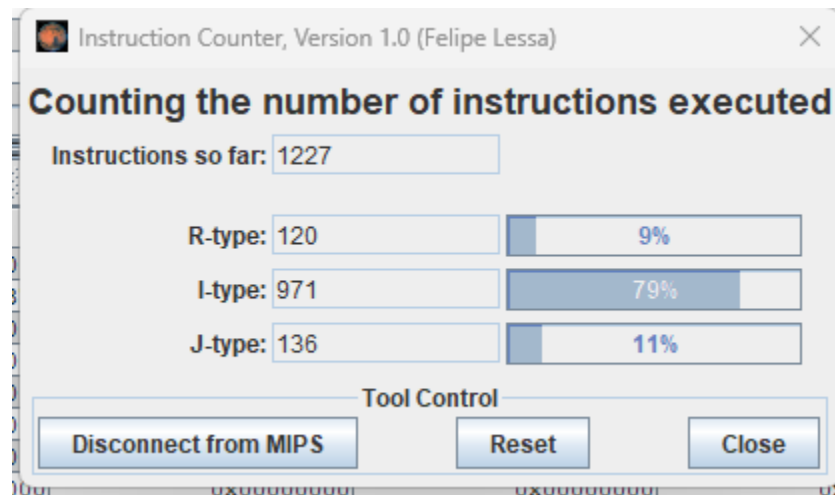 Instruction Counter, Version 1.0 (Felipe Lessa)
Counting the number of instructions executed
Instructions so far: 1227
R-type: 120 9%
I-type: 971 79%
J-type: 136 11%
Tool Control
Disconnect from MIPS Reset Close